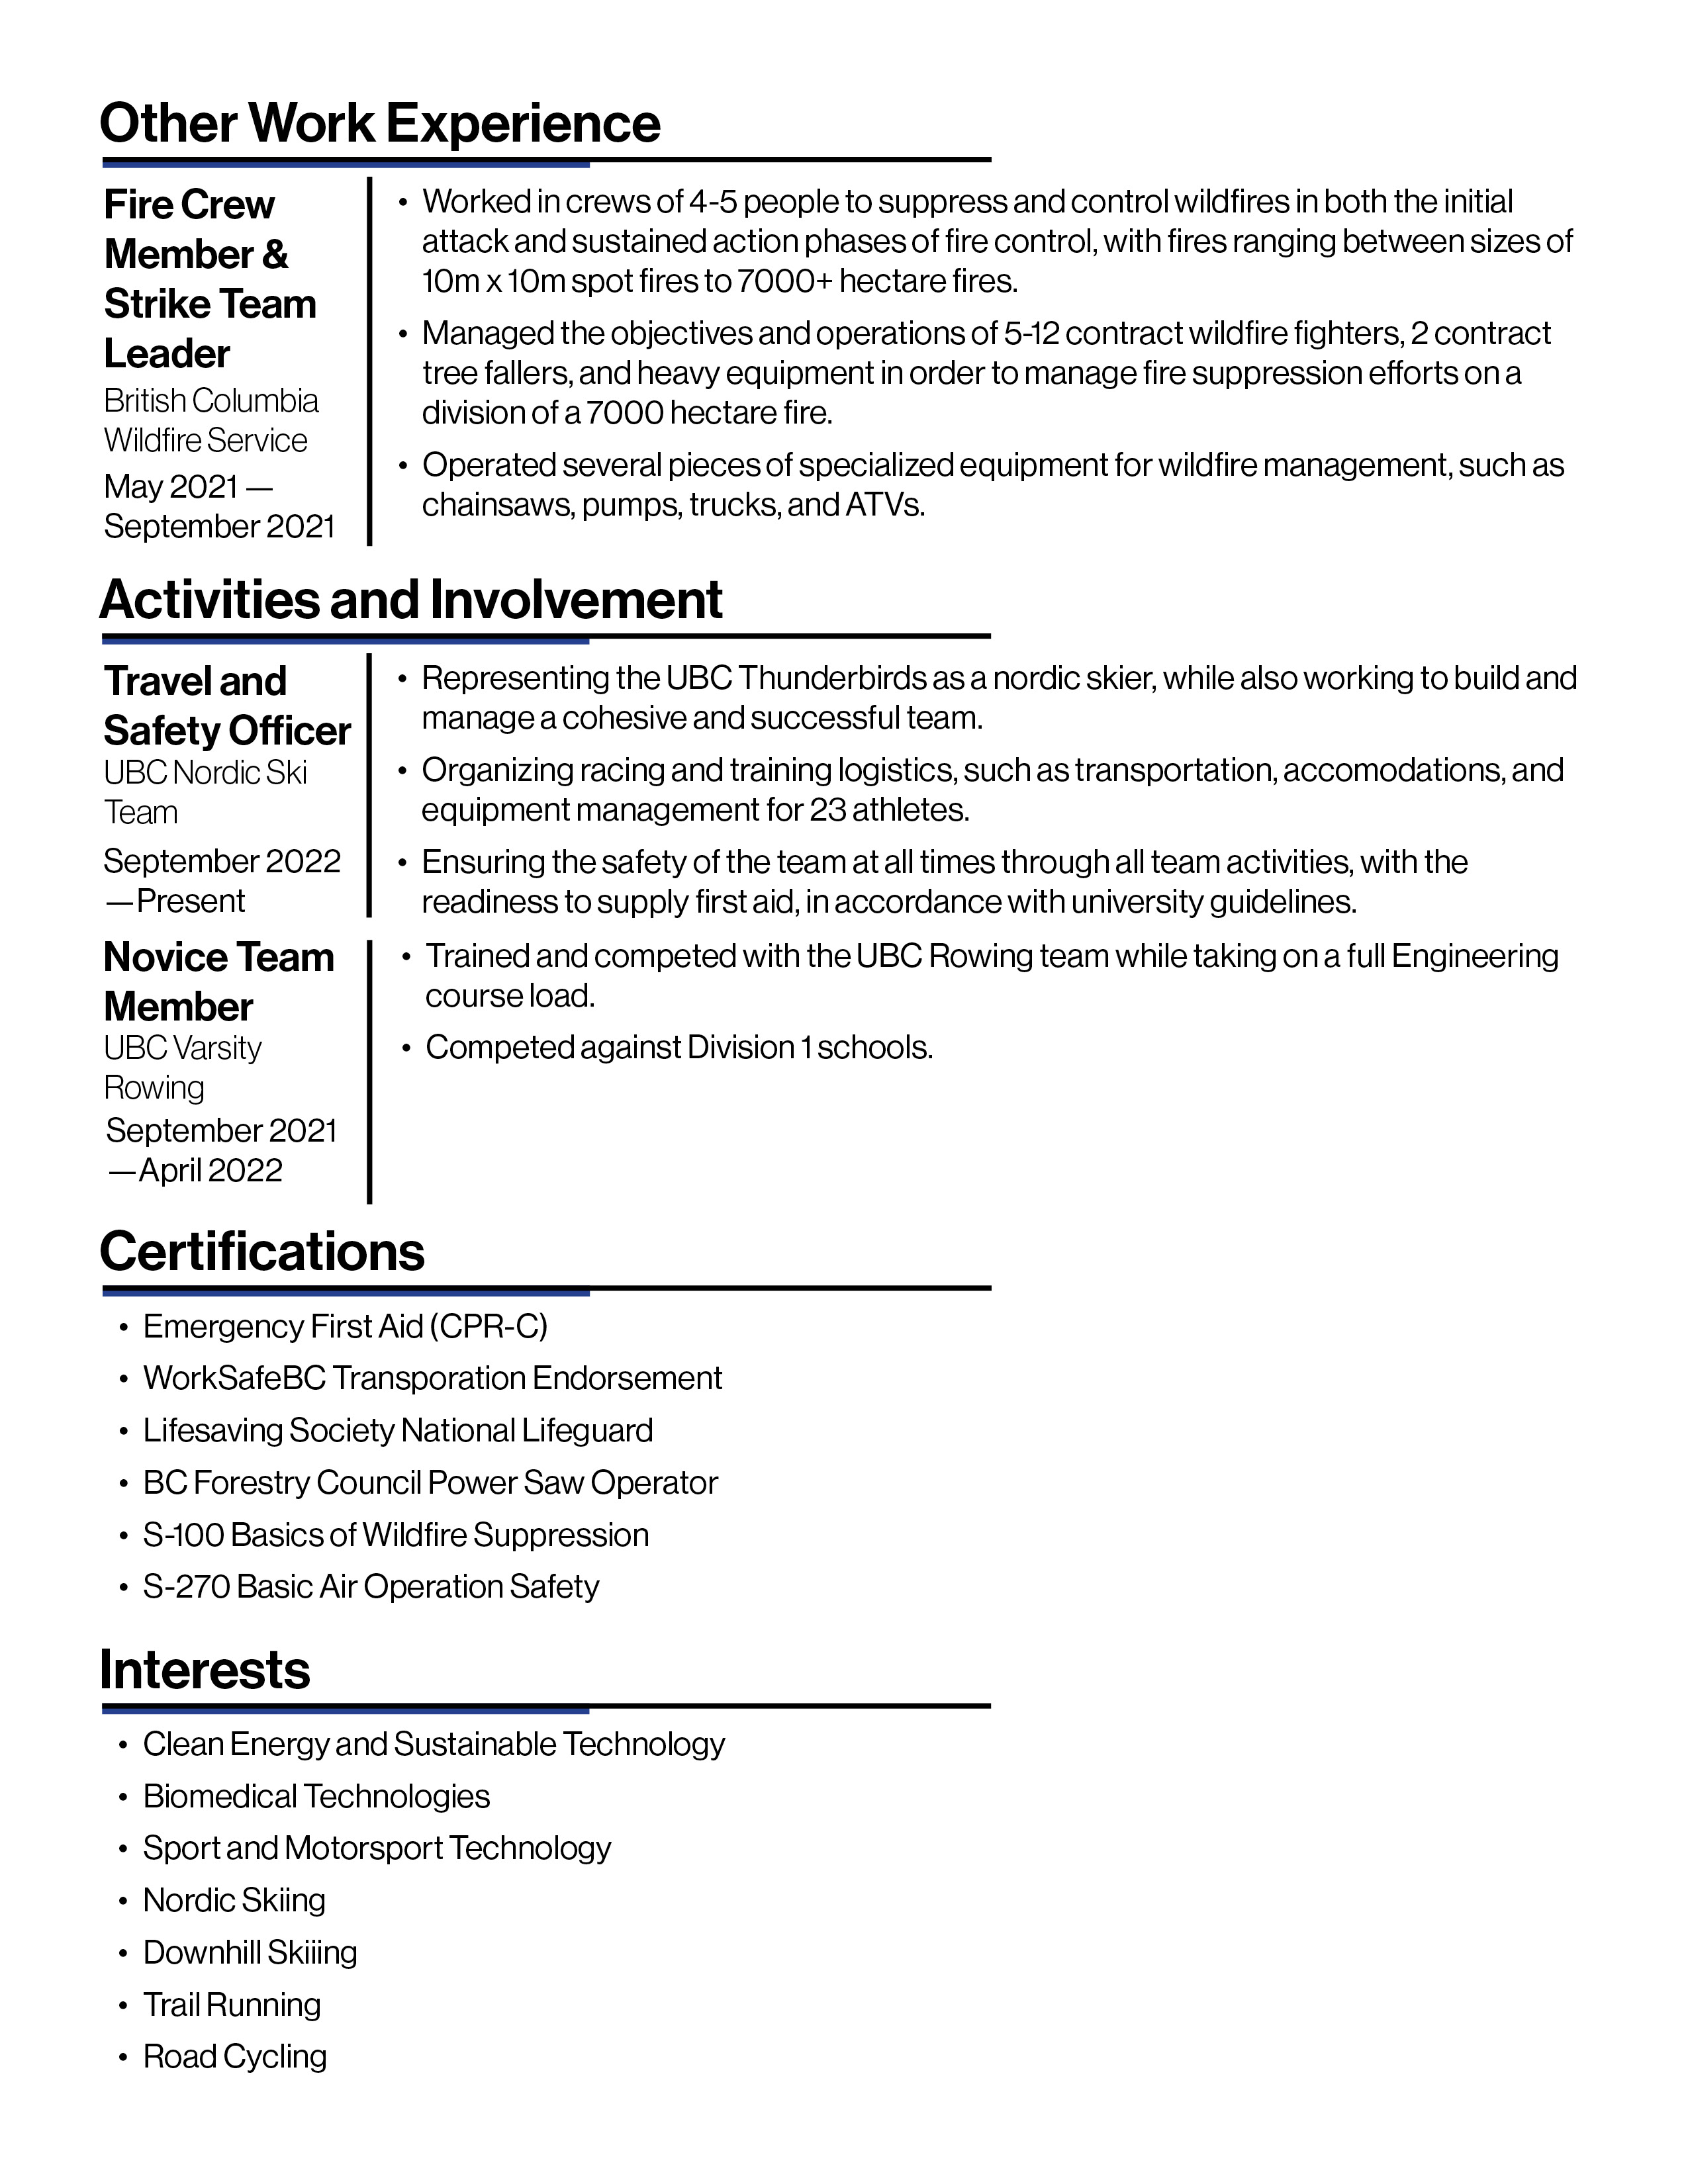 Other Work Experience
Fire Crew
Member &
Strike Team
Leader
British Columbia
Wildfire Service
May 2021 —
September 2021
• Worked in crews of 4-5 people to suppress and control wildfires in both the initial
attack and sustained action phases of fire control, with fires ranging between sizes of
10m x 10m spot fires to 7000+ hectare fires.
• Managed the objectives and operations of 5-12 contract wildfire fighters, 2 contract
tree fallers, and heavy equipment in order to manage fire suppression efforts on a
division of a 7000 hectare fire.
• Operated several pieces of specialized equipment for wildfire management, such as
chainsaws, pumps, trucks, and ATVs.
Activities and Involvement
Travel and
Safety Officer
UBC Nordic Ski
Team
September 2022
—Present
• Representing the UBC Thunderbirds as a nordic skier, while also working to build and
manage a cohesive and successful team.
• Organizing racing and training logistics, such as transportation, accomodations, and
equipment management for 23 athletes.
• Ensuring the safety of the team at all times through all team activities, with the
readiness to supply first aid, in accordance with university guidelines.
Novice Team
Member
UBC Varsity
Rowing
September 2021
—April 2022
• Trained and competed with the UBC Rowing team while taking on a full Engineering
course load.
• Competed against Division 1 schools.
Certifications
• Emergency First Aid (CPR-C)
• WorkSafeBC Transporation Endorsement
• Lifesaving Society National Lifeguard
• BC Forestry Council Power Saw Operator
• S-100 Basics of Wildfire Suppression
• S-270 Basic Air Operation Safety
Interests
• Clean Energy and Sustainable Technology
• Biomedical Technologies
• Sport and Motorsport Technology
• Nordic Skiing
• Downhill Skiiing
• Trail Running
• Road Cycling